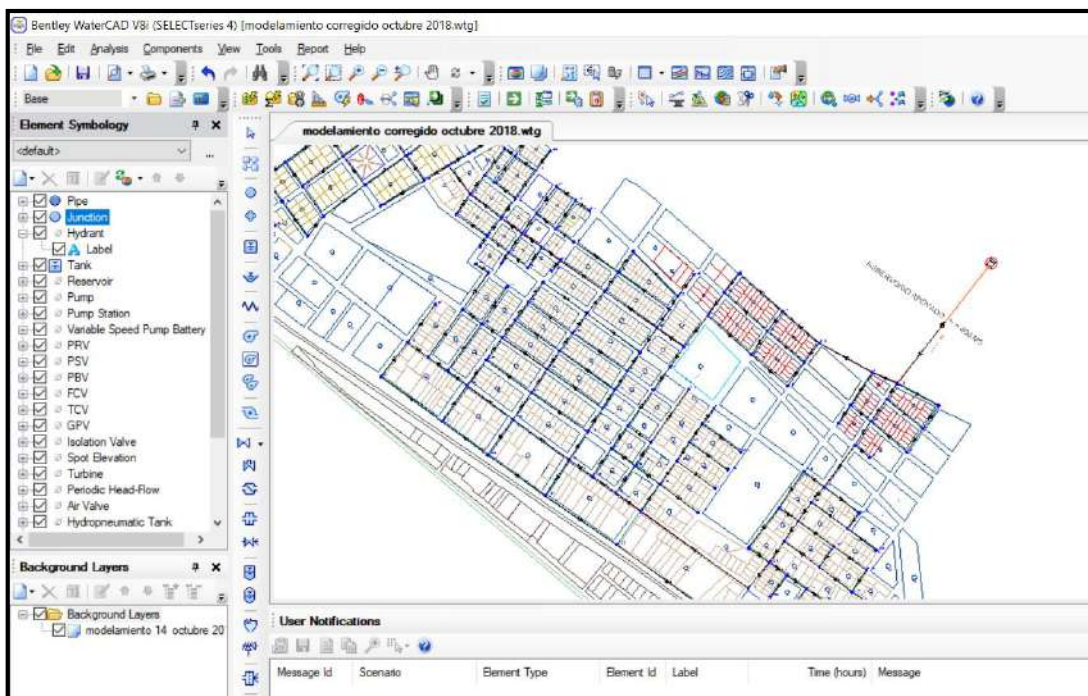 Bentley WaterCAD V8i (SELECTseries 4) [modelamiento corregido octubre 2018.wtg]
File Edit Analysis Components View Tools Report Help
Base
Element Symbology
<default>
...
Pipe
Junction
Hydrant
Label
Tank
Reservoir
Pump
Pump Station
Variable Speed Pump Battery
PRV
PSV
PBV
FCV
TCV
GPV
Isolation Valve
Spot Elevation
Turbine
Periodic Head-Flow
Air Valve
Hydropneumatic Tank
Background Layers
Background Layers
modelamiento 14 octubre 20
modelamiento corregido octubre 2018.wtg
User Notifications
Message Id Scenario Element Type Element Id Label Time (hours) Message